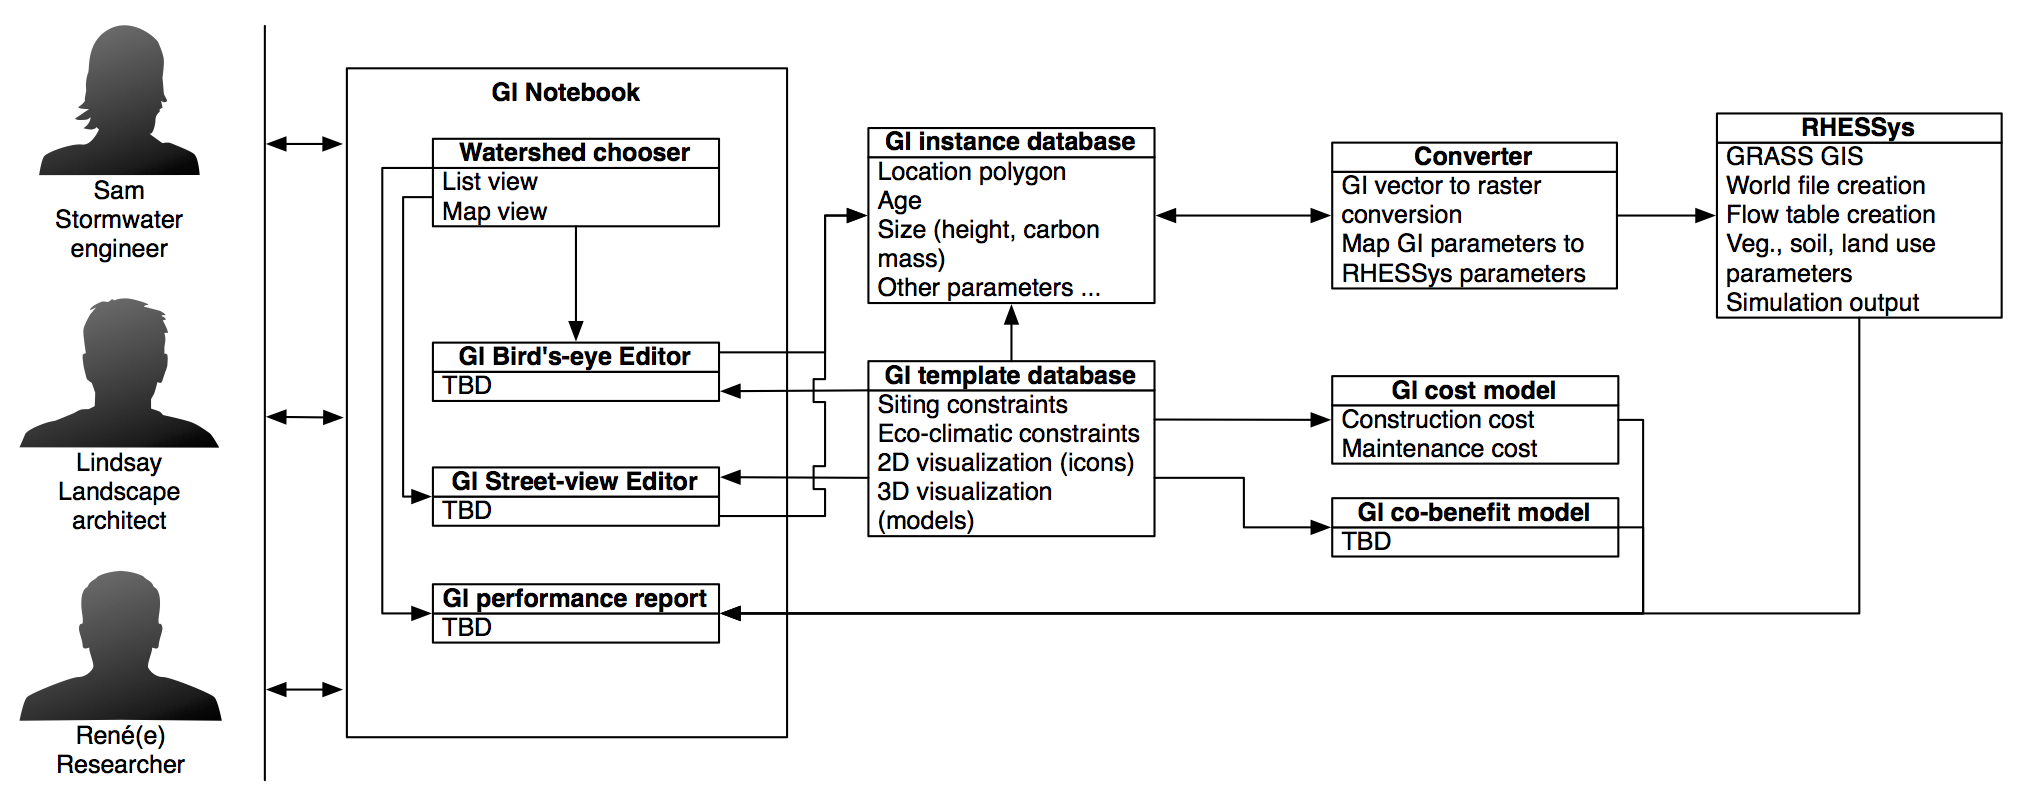 Sam
Stormwater
engineer
Lindsay
Landscape
architect
René(e)
Researcher
GI Notebook
Watershed chooser
List view
Map view
GI Bird's-eye Editor
TBD
GI Street-view Editor
TBD
GI performance report
TBD
GI instance database
Location polygon
Age
Size (height, carbon
mass)
Other parameters ...
GI template database
Siting constraints
Eco-climatic constraints
2D visualization (icons)
3D visualization
(models)
Converter
GI vector to raster
conversion
Map GI parameters to
RHESSys parameters
GI cost model
Construction cost
Maintenance cost
GI co-benefit model
TBD
RHESSys
GRASS GIS
World file creation
Flow table creation
Veg., soil, land use
parameters
Simulation output